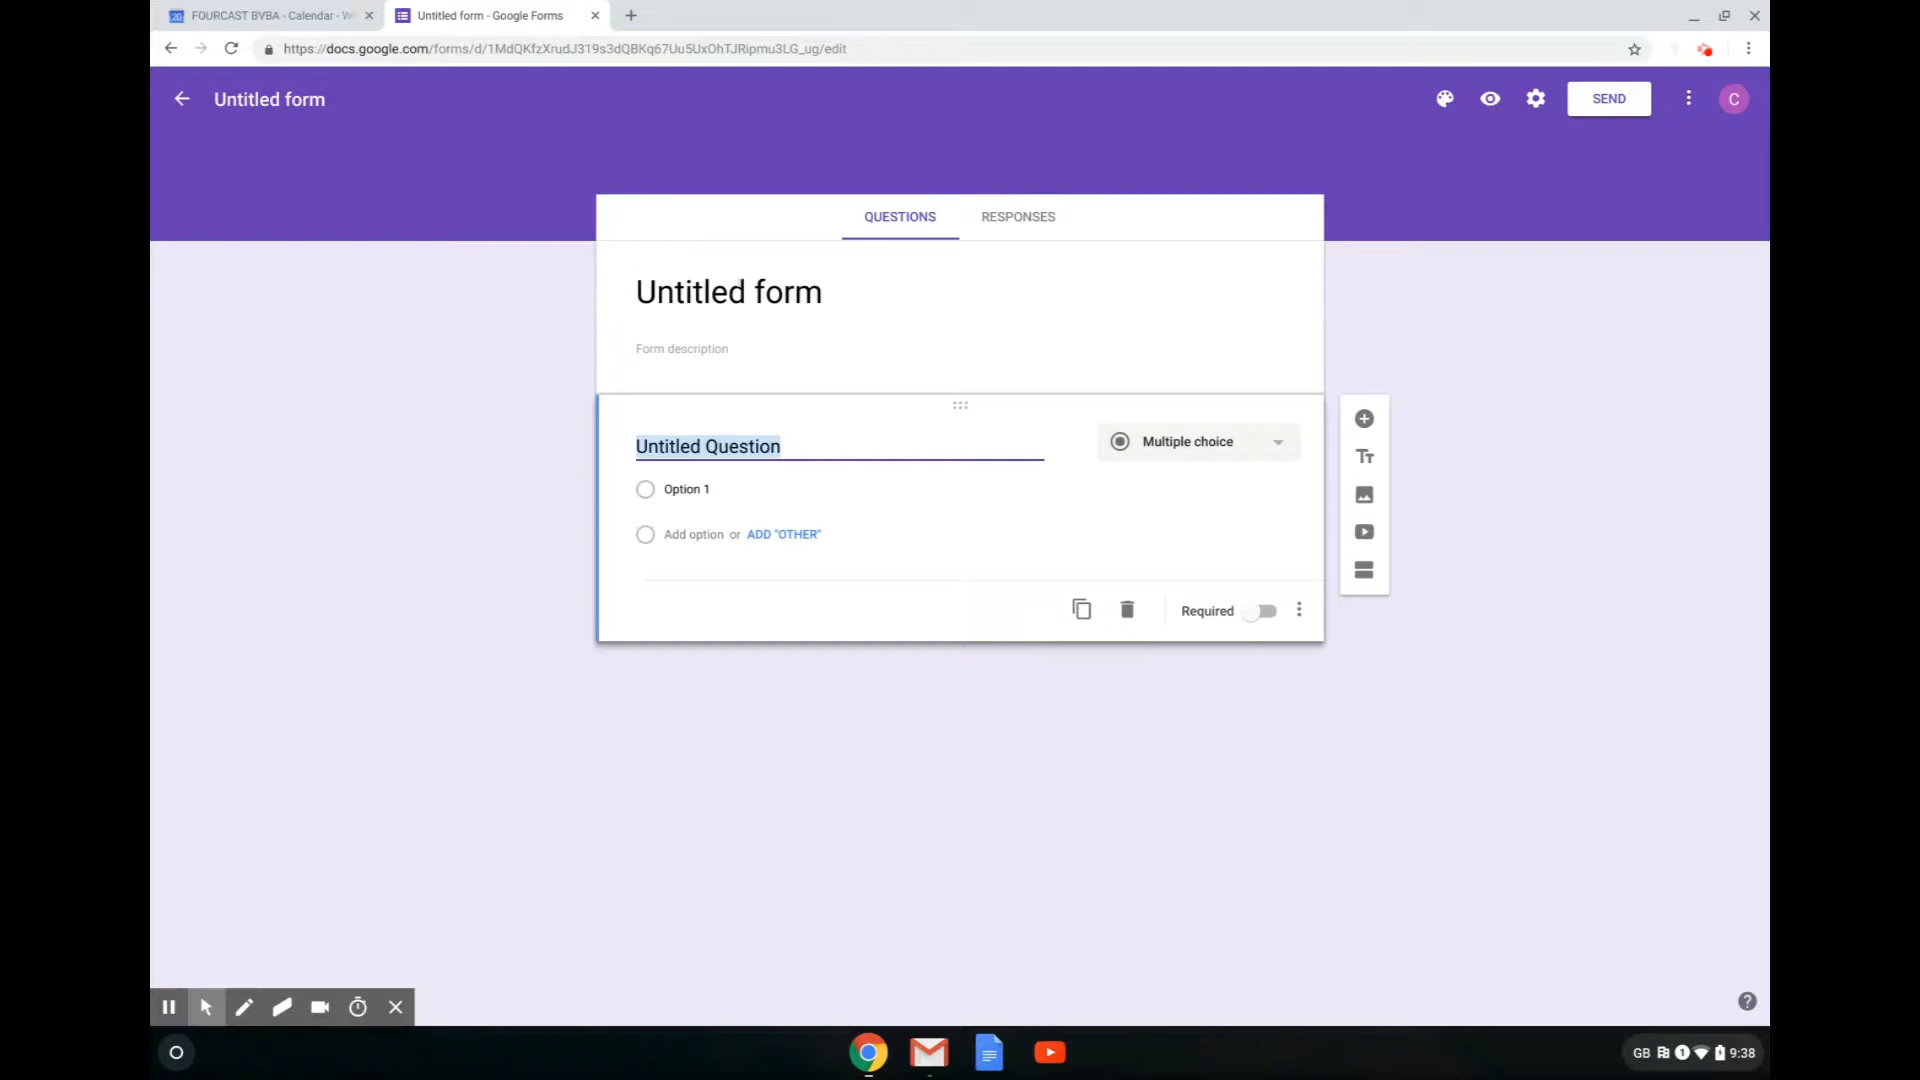 FOURCAST BVBA - Calendar - W
Untitled form - Google Forms
https://docs.google.com/forms/d/1MdQKfzXrudJ319s3dQBKq67Uu5UxOhTJRipmu3LG_ug/edit
Untitled form
SEND
C
QUESTIONS
RESPONSES
Untitled form
Form description
Untitled Question
Multiple choice
Option 1
Add option or ADD "OTHER"
Required
GB 1 9:38